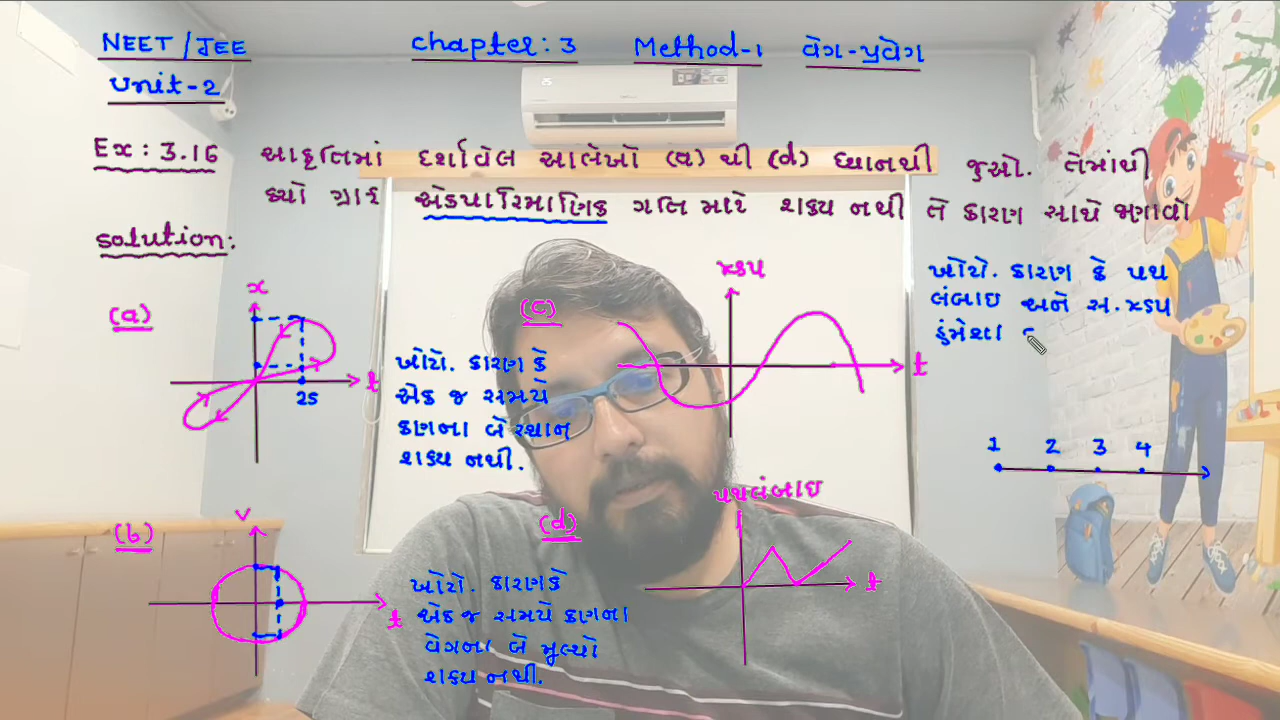 NEET/JEE Chapter: 3 Method-1 વેગ-પ્રવેગ
Unit-2
Ex: 3.16 આકૃતિમાં દર્શાવેલ આલેખો (a) થી (d) ધ્યાનથી જુઓ. તેમાંથી
ક્યો ગ્રાફ એકપારિમાણિક ગતિ માટે શક્ય નથી તે કારણ સાથે જણાવો
Solution:
(a)
x
t
2s
ખોટો. કારણ કે
એક જ સમયે
કણના બે સ્થાન
શક્ય નથી.
(c)
ઝડપ
t
ખોટો. કારણ કે પથ
લંબાઇ અને સ.ઝડપ
હંમેશા
1 2 3 4
(b)
v
t
ખોટો. કારણકે
એક જ સમયે કણના
વેગના બે મૂલ્યો
શક્ય નથી.
(d)
પથલંબાઇ
t